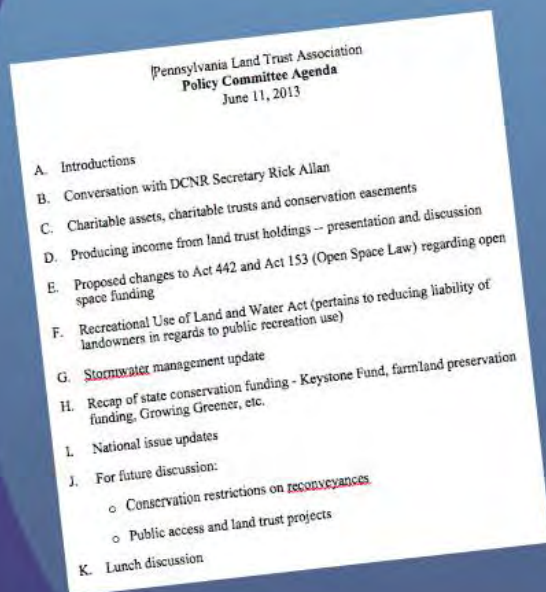 Pennsylvania Land Trust Association
Policy Committee Agenda
June 11, 2013
A. Introductions
B. Conversation with DCNR Secretary Rick Allan
C. Charitable assets, charitable trusts and conservation easements
D. Producing income from land trust holdings -- presentation and discussion
E. Proposed changes to Act 442 and Act 153 (Open Space Law) regarding open
space funding
F. Recreational Use of Land and Water Act (pertains to reducing liability of
landowners in regards to public recreation use)
G. Stormwater management update
H. Recap of state conservation funding - Keystone Fund, farmland preservation
funding, Growing Greener, etc.
I. National issue updates
J. For future discussion:
o Conservation restrictions on reconveyances
o Public access and land trust projects
K. Lunch discussion